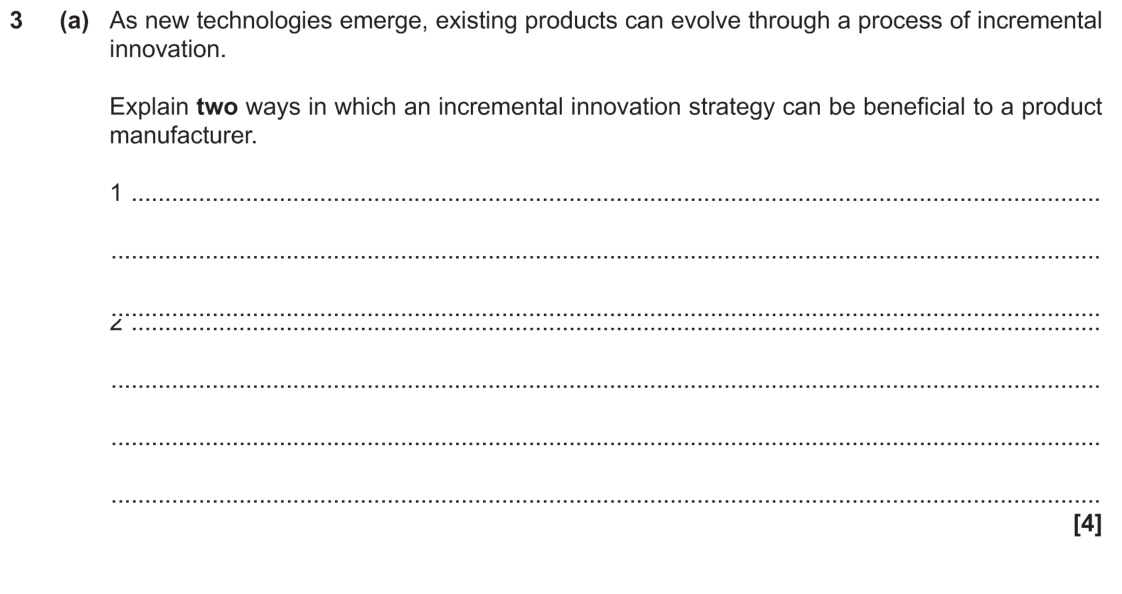 3 (a) As new technologies emerge, existing products can evolve through a process of incremental
innovation.
Explain two ways in which an incremental innovation strategy can be beneficial to a product
manufacturer.
1 ....................................................................................................
....................................................................................................
....................................................................................................
2 ....................................................................................................
....................................................................................................
....................................................................................................
....................................................................................................
[4]